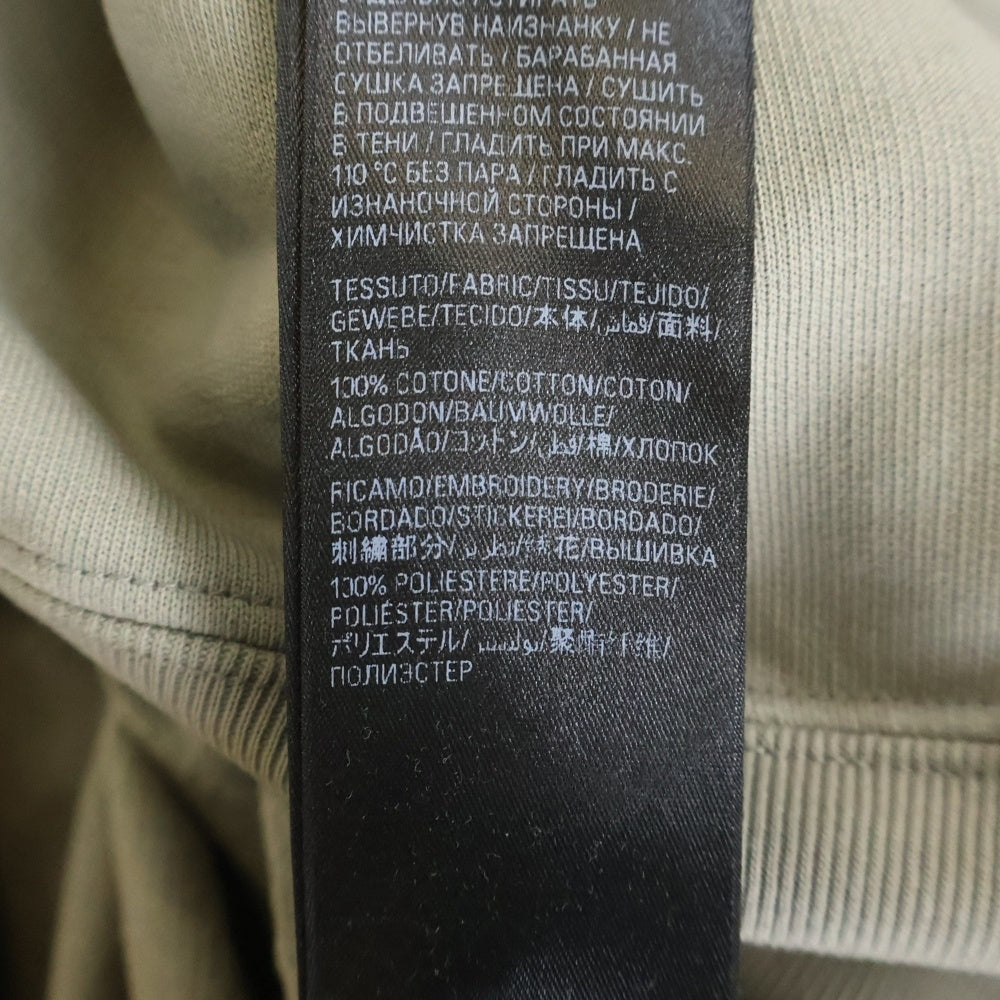 ВЫВЕРНУВ НАИЗНАНКУ / НЕ
ОТБЕЛИВАТЬ / БАРАБАННАЯ
СУШКА ЗАПРЕЩЕНА / СУШИТЬ
В ПОДВЕШЕННОМ СОСТОЯНИИ
В ТЕНИ / ГЛАДИТЬ ПРИ МАКС.
110 °C БЕЗ ПАРА / ГЛАДИТЬ С
ИЗНАНОЧНОЙ СТОРОНЫ /
ХИМЧИСТКА ЗАПРЕЩЕНА
TESSUTO/FABRIC/TISSU/TEJIDO/
GEWEBE/TECIDO/本体/قماش/面料/
ТКАНЬ
100% COTONE/COTTON/COTON/
ALGODON/BAUMWOLLE/
ALGODÃO/コットン/قطن/棉/ХЛОПОК
RICAMO/EMBROIDERY/BRODERIE/
BORDADO/STICKEREI/BORDADO/
刺繍部分/تطريز/绣花/ВЫШИВКА
100% POLIESTERE/POLYESTER/
POLIÉSTER/POLIESTER/
ポリエステル/بوليستر/聚酯纤维/
ПОЛИЭСТЕР